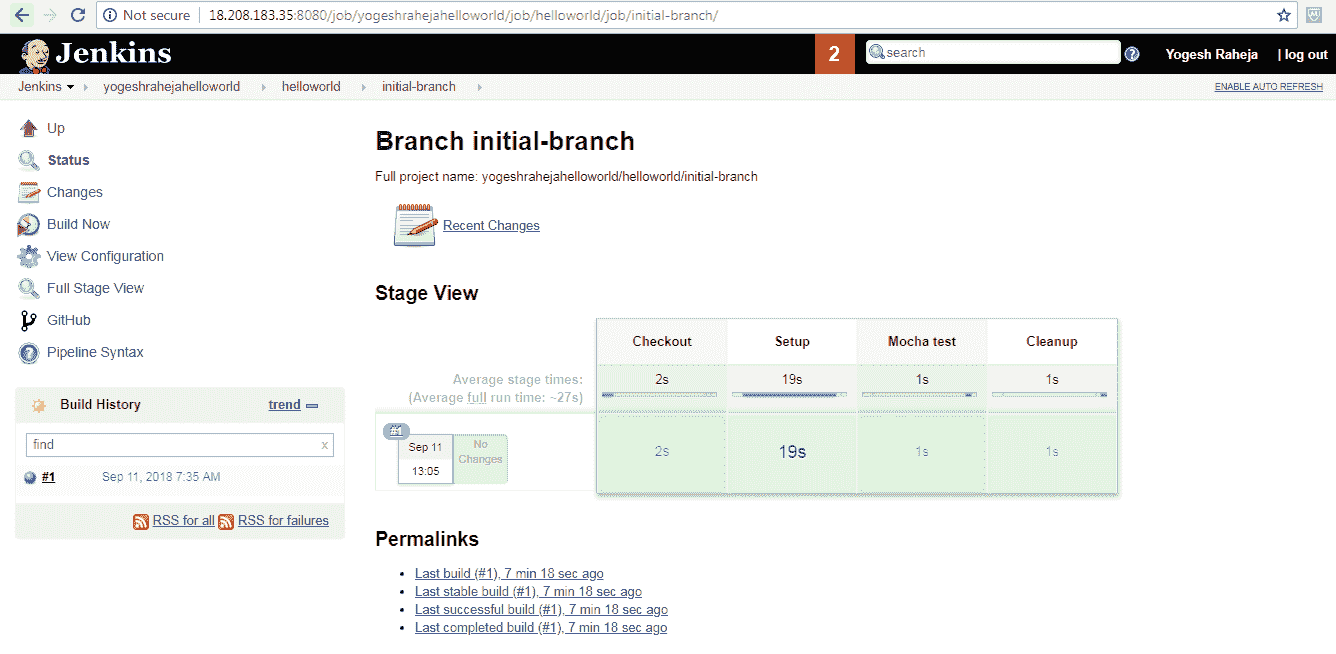 Not secure | 18.208.183.35:8080/job/yogeshrahejahelloworld/job/helloworld/job/initial-branch/
Jenkins 2 search Yogesh Raheja | log out
Jenkins yogeshrahejahelloworld helloworld initial-branch ENABLE AUTO REFRESH
Up
Status
Changes
Build Now
View Configuration
Full Stage View
GitHub
Pipeline Syntax
Build History trend
find x
#1 Sep 11, 2018 7:35 AM
RSS for all RSS for failures
Branch initial-branch
Full project name: yogeshrahejahelloworld/helloworld/initial-branch
Recent Changes
Stage View
Checkout Setup Mocha test Cleanup
Average stage times: 2s 19s 1s 1s
(Average full run time: ~27s)
#1
Sep 11 No
Changes
13:05
2s 19s 1s 1s
Permalinks
• Last build (#1), 7 min 18 sec ago
• Last stable build (#1), 7 min 18 sec ago
• Last successful build (#1), 7 min 18 sec ago
• Last completed build (#1), 7 min 18 sec ago